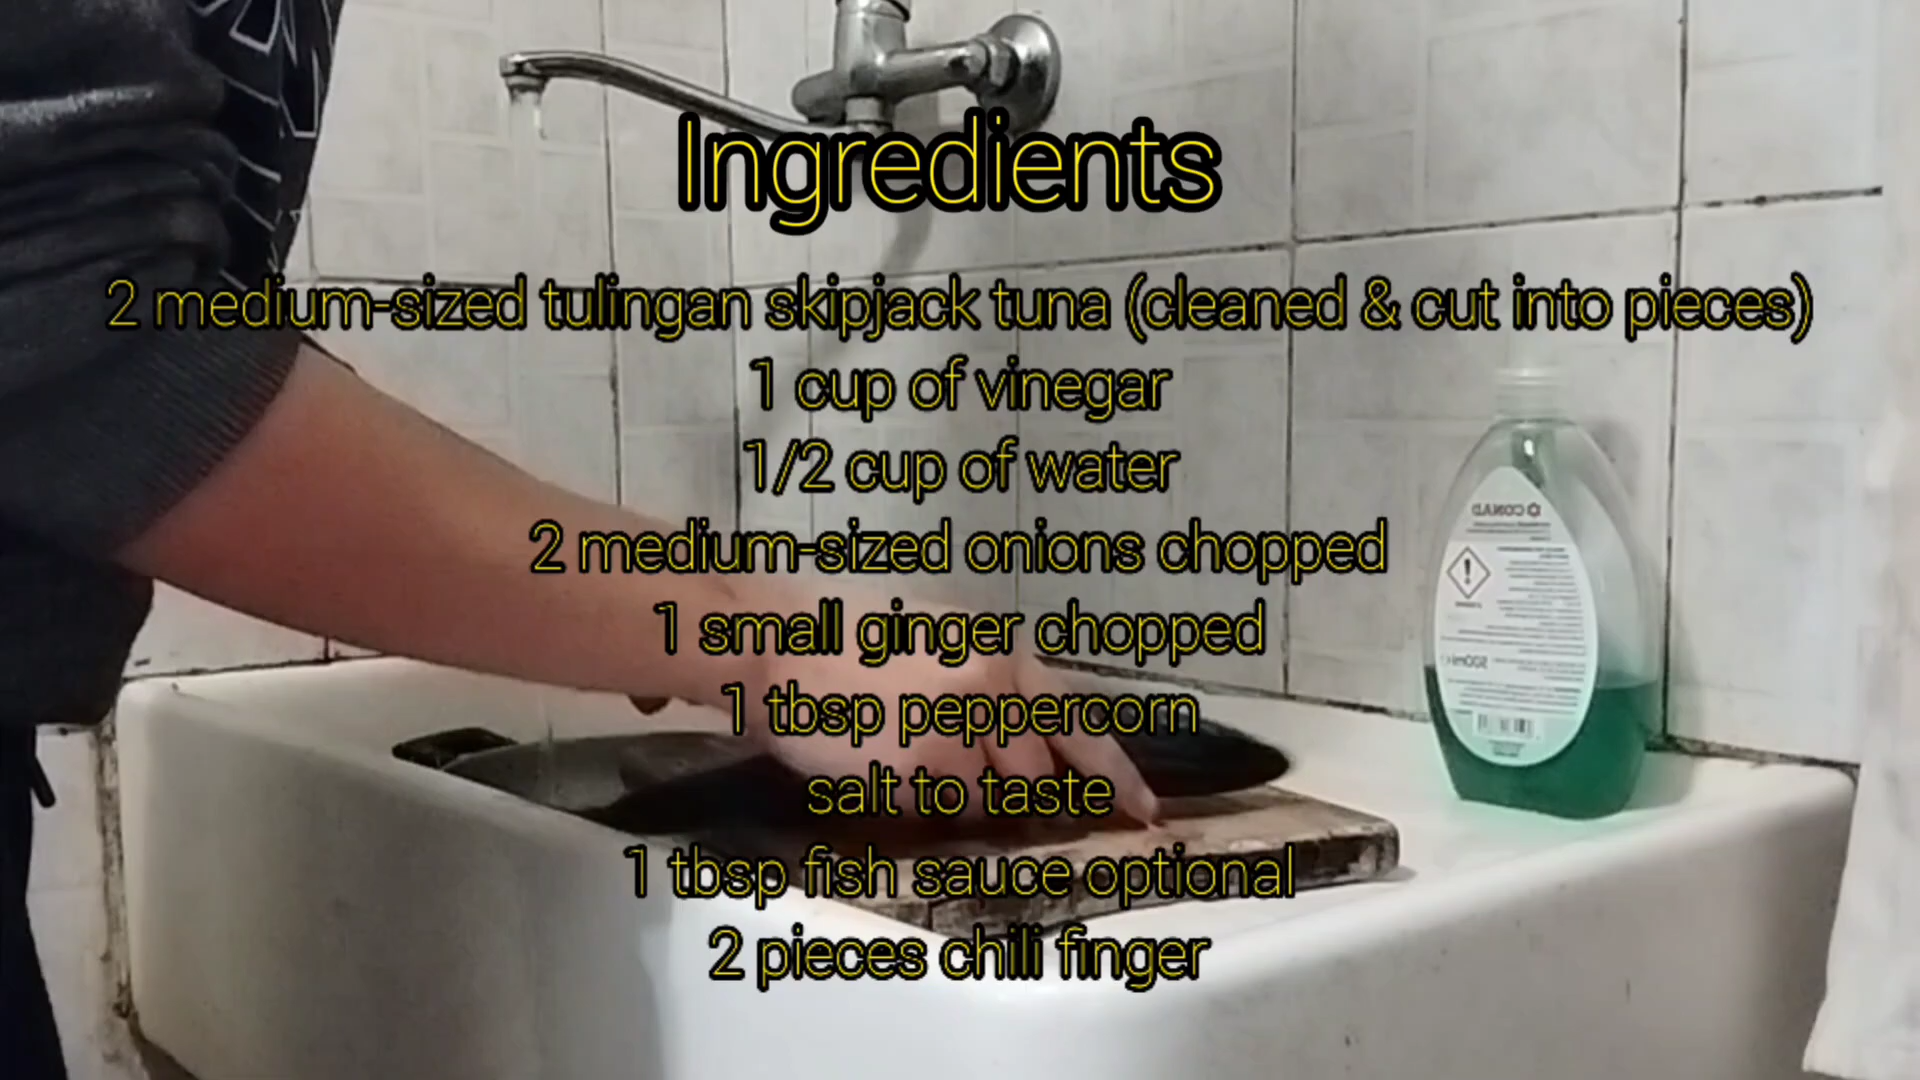 Ingredients
2 medium-sized tulingan skipjack tuna (cleaned & cut into pieces)
1 cup of vinegar
1/2 cup of water
2 medium-sized onions chopped
1 small ginger chopped
1 tbsp peppercorn
salt to taste
1 tbsp fish sauce optional
2 pieces chili finger
CONAD
500ml